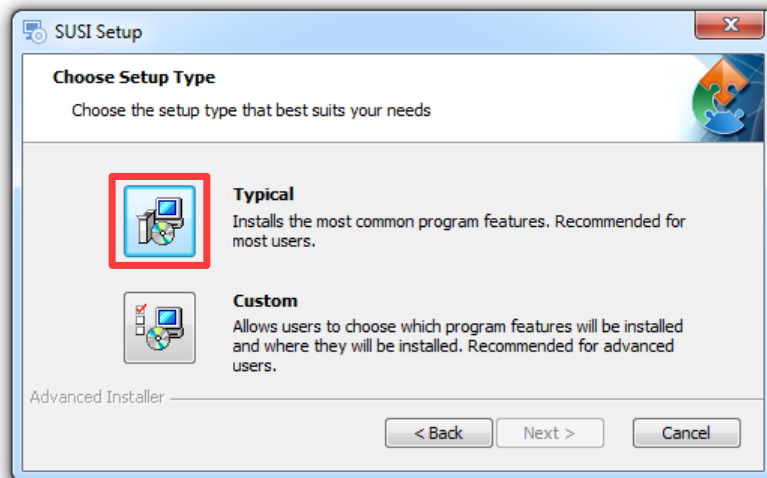 SUSI Setup
Choose Setup Type
Choose the setup type that best suits your needs
Typical
Installs the most common program features. Recommended for
most users.
Custom
Allows users to choose which program features will be installed
and where they will be installed. Recommended for advanced
users.
Advanced Installer
< Back Next > Cancel